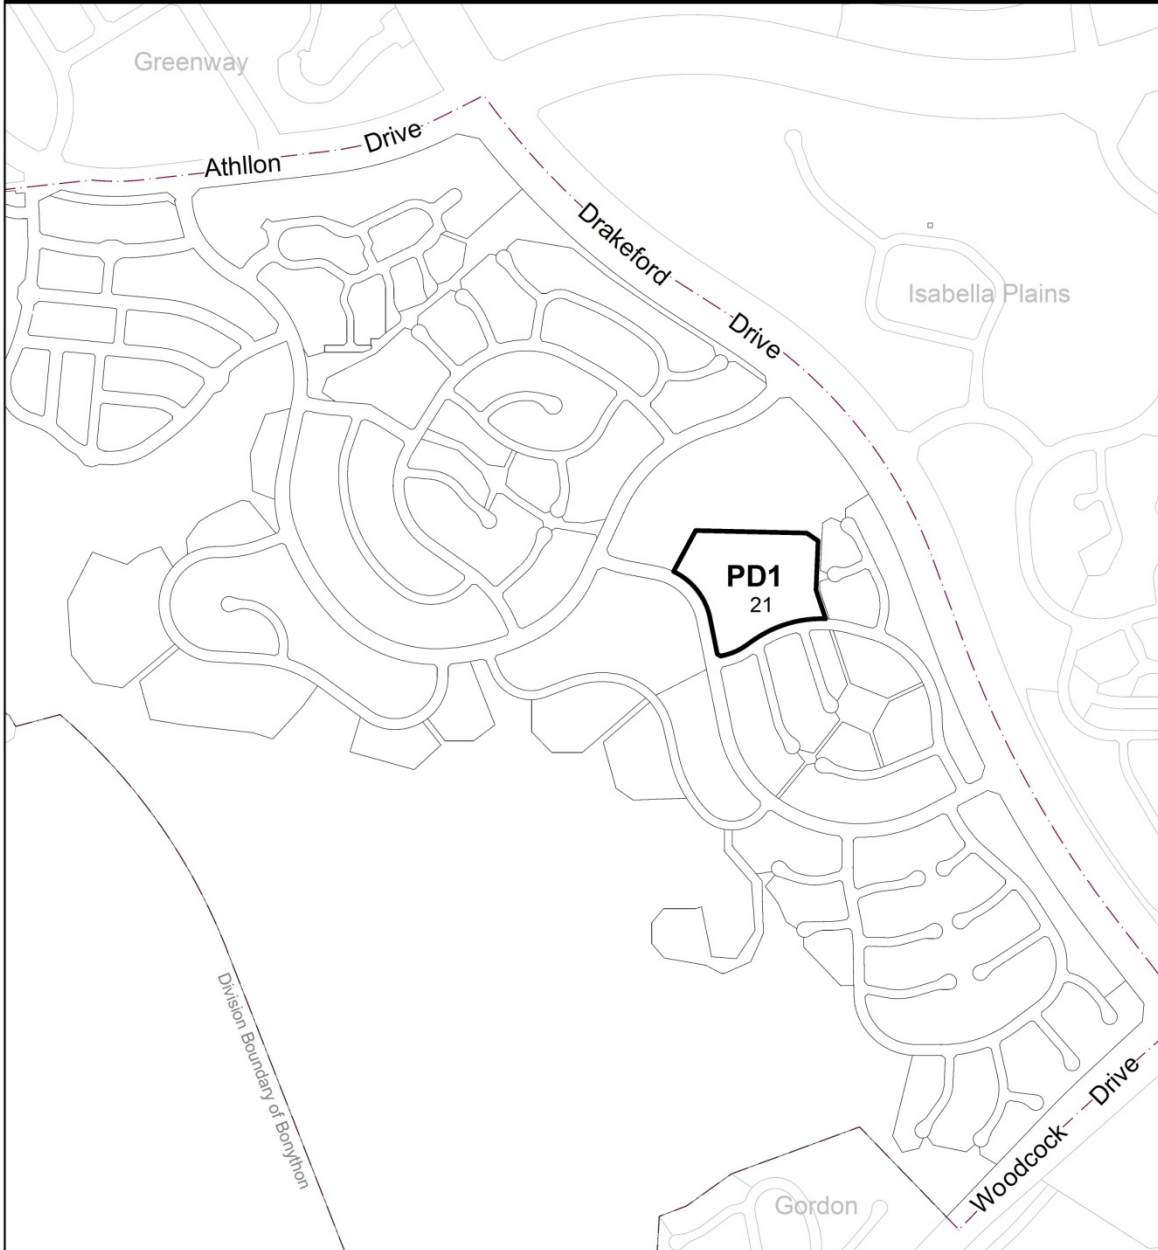 Greenway
Athllon Drive
Drakeford Drive
Isabella Plains
PD1
21
Division Boundary of Bonython
Woodcock Drive
Gordon